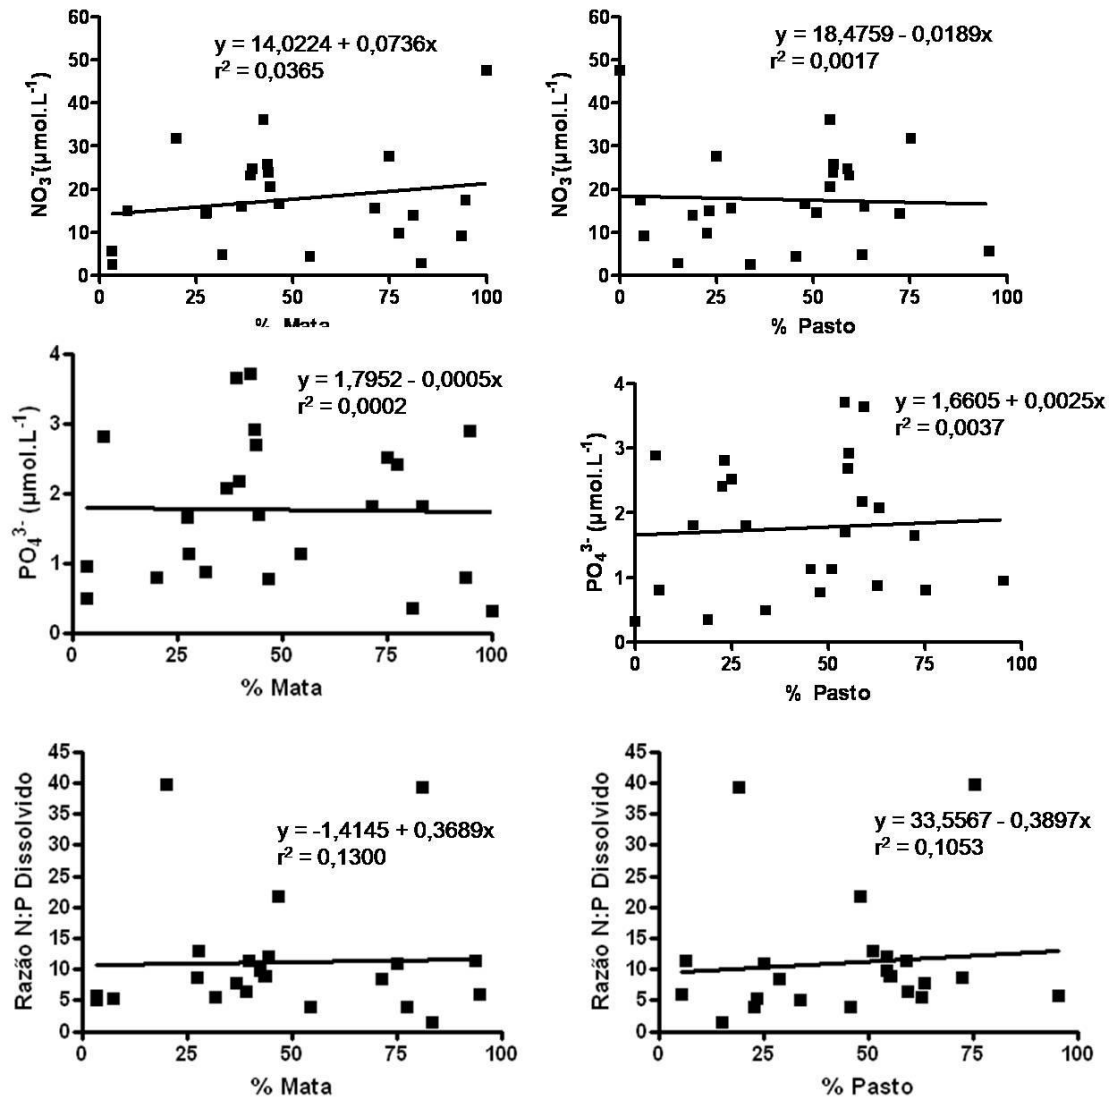 60
50
40
30
20
10
0
NO3-(µmol.L-1)
y = 14,0224 + 0,0736x
r² = 0,0365
0 25 50 75 100
% Mata
60
50
40
30
20
10
0
NO3-(µmol.L-1)
y = 18,4759 - 0,0189x
r² = 0,0017
0 25 50 75 100
% Pasto
4
3
2
1
0
PO4 3- (µmol.L-1)
y = 1,7952 - 0,0005x
r² = 0,0002
0 25 50 75 100
% Mata
4
3
2
1
0
PO4 3- (µmol.L-1)
y = 1,6605 + 0,0025x
r² = 0,0037
0 25 50 75 100
% Pasto
45
40
35
30
25
20
15
10
5
0
Razão N:P Dissolvido
y = -1,4145 + 0,3689x
r² = 0,1300
0 25 50 75 100
% Mata
45
40
35
30
25
20
15
10
5
0
Razão N:P Dissolvido
y = 33,5567 - 0,3897x
r² = 0,1053
0 25 50 75 100
% Pasto